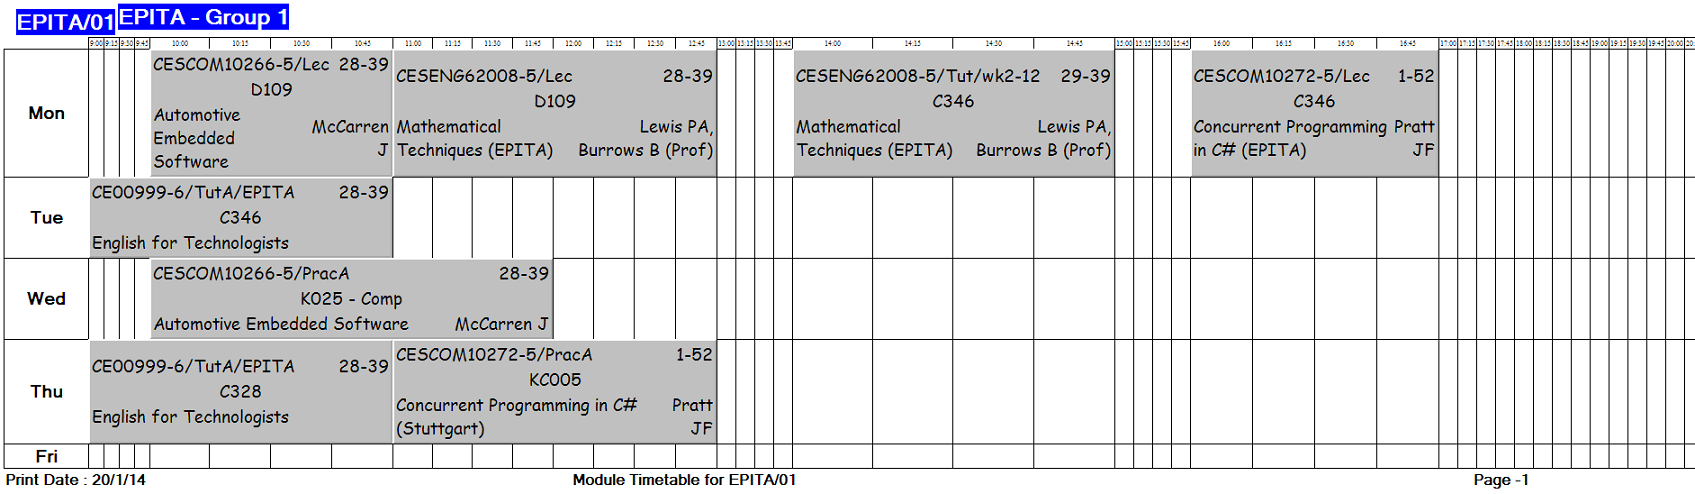 EPITA/01 EPITA - Group 1
9:00 9:15 9:30 9:45 10:00 10:15 10:30 10:45 11:00 11:15 11:30 11:45 12:00 12:15 12:30 12:45 13:00 13:15 13:30 13:45 14:00 14:15 14:30 14:45 15:00 15:15 15:30 15:45 16:00 16:15 16:30 16:45 17:00 17:15 17:30 17:45 18:00 18:15 18:30 18:45 19:00 19:15 19:30 19:45 20:00 20:
Mon
CESCOM10266-5/Lec 28-39
D109
Automotive
Embedded
Software
McCarren
J
CESENG62008-5/Lec 28-39
D109
Mathematical
Techniques (EPITA)
Lewis PA,
Burrows B (Prof)
CESENG62008-5/Tut/wk2-12 29-39
C346
Mathematical
Techniques (EPITA)
Lewis PA,
Burrows B (Prof)
CESCOM10272-5/Lec 1-52
C346
Concurrent Programming
in C# (EPITA)
Pratt
JF
Tue
CE00999-6/TutA/EPITA 28-39
C346
English for Technologists
Wed
CESCOM10266-5/PracA 28-39
K025 - Comp
Automotive Embedded Software McCarren J
Thu
CE00999-6/TutA/EPITA 28-39
C328
English for Technologists
CESCOM10272-5/PracA 1-52
KC005
Concurrent Programming in C#
(Stuttgart)
Pratt
JF
Fri
Print Date : 20/1/14 Module Timetable for EPITA/01 Page -1